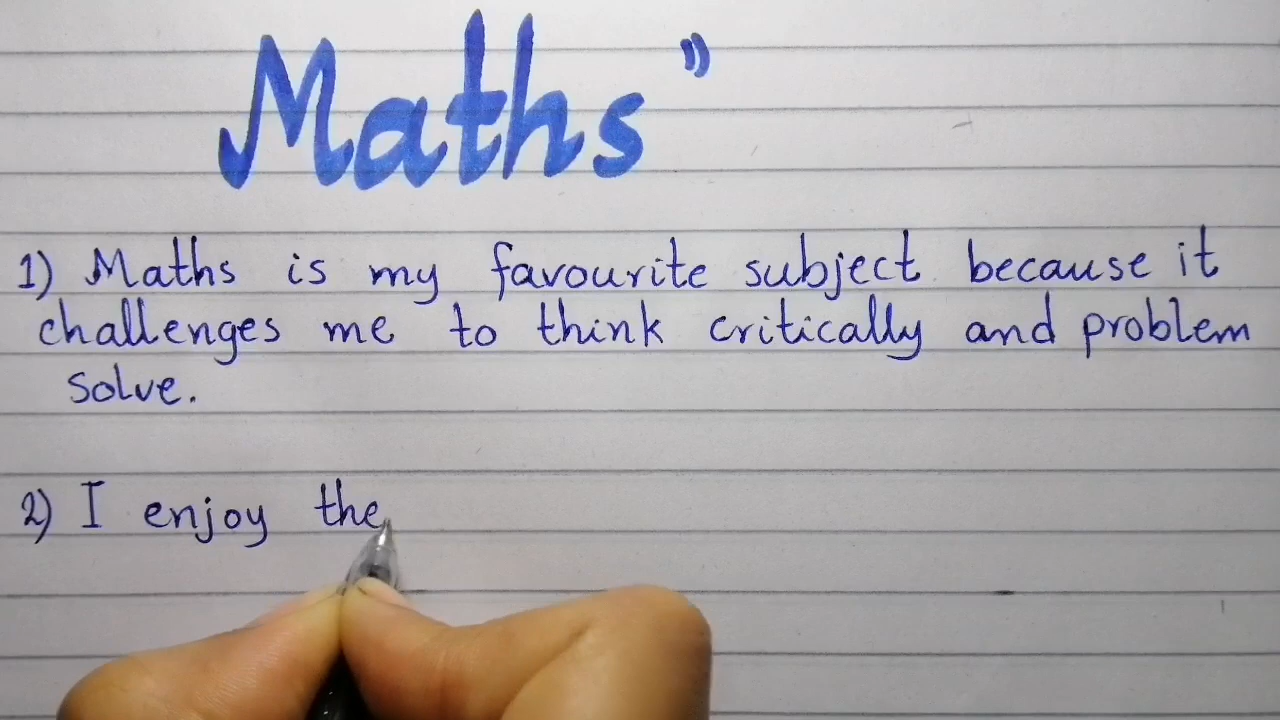 Maths"
1) Maths is my favourite subject because it
challenges me to think critically and problem
solve.
2) I enjoy the